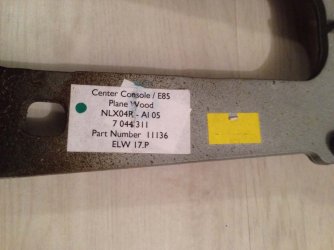 Center Console / E85
Plane Wood
NLX04R - AI 05
7 044 311
Part Number 11136
ELW 17.P